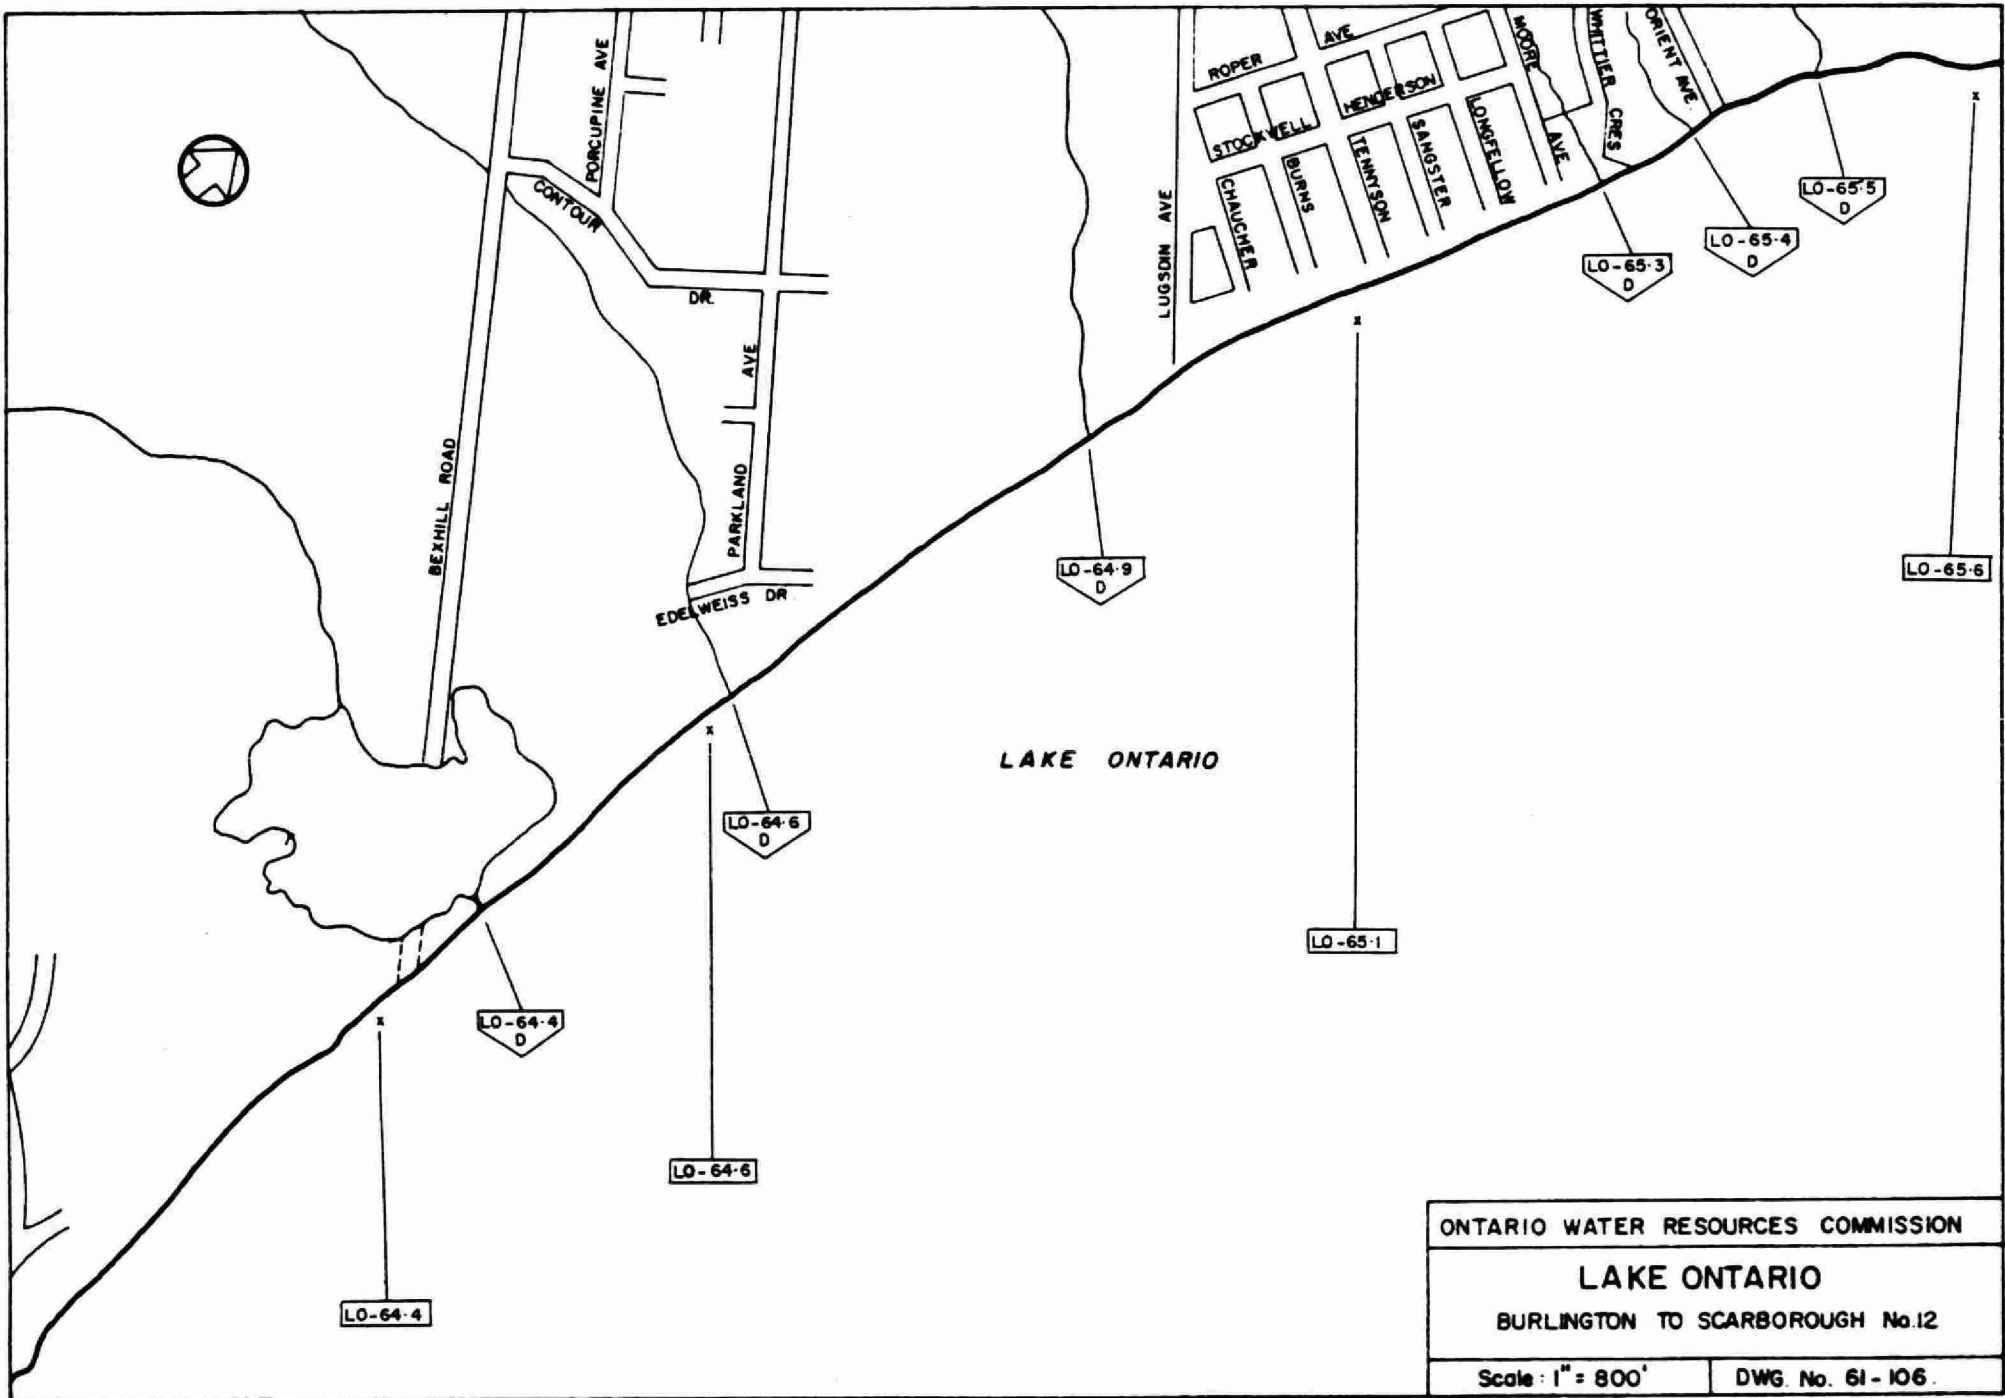 PORCUPINE AVE
CONTOUR
DR.
BEXHILL ROAD
PARKLAND
AVE
EDELWEISS DR
LUGSDIN AVE
ROPER
AVE
STOCKWELL
HENDERSON
CHAUCHER
BURNS
TENNYSON
SANGSTER
LONGFELLOW
MOORE
AVE.
WHITTIER CRES
ORIENT AVE.
LO-65·5
D
LO-65·4
D
LO-65·3
D
LO-64·9
D
LO-65·6
LAKE ONTARIO
LO-64·6
D
LO-65·1
LO-64·4
D
LO-64·6
LO-64·4
ONTARIO WATER RESOURCES COMMISSION
LAKE ONTARIO
BURLINGTON TO SCARBOROUGH No.12
Scale : 1" = 800'
DWG. No. 61-106.